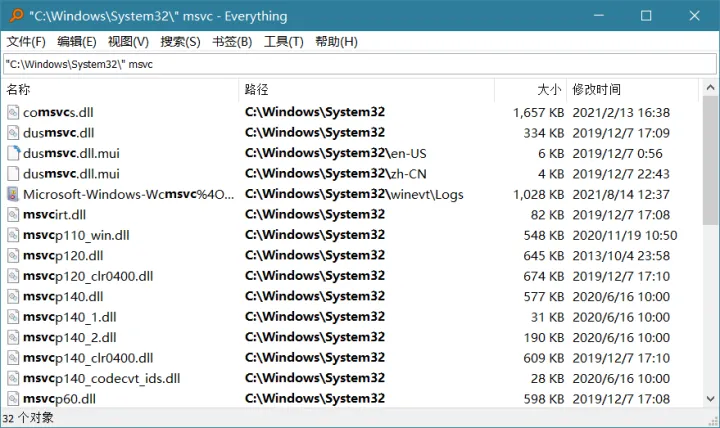 "C:\Windows\System32\" msvc - Everything
文件(F) 编辑(E) 视图(V) 搜索(S) 书签(B) 工具(T) 帮助(H)
"C:\Windows\System32\" msvc
名称 路径 大小 修改时间
comsvcs.dll C:\Windows\System32 1,657 KB 2021/2/13 16:38
dusmsvc.dll C:\Windows\System32 334 KB 2019/12/7 17:09
dusmsvc.dll.mui C:\Windows\System32\en-US 6 KB 2019/12/7 0:56
dusmsvc.dll.mui C:\Windows\System32\zh-CN 4 KB 2019/12/7 22:43
Microsoft-Windows-Wcmsvc%4O... C:\Windows\System32\winevt\Logs 1,028 KB 2021/8/14 12:37
msvcirt.dll C:\Windows\System32 82 KB 2019/12/7 17:08
msvcp110_win.dll C:\Windows\System32 548 KB 2020/11/19 10:50
msvcp120.dll C:\Windows\System32 645 KB 2013/10/4 23:58
msvcp120_clr0400.dll C:\Windows\System32 674 KB 2019/12/7 17:10
msvcp140.dll C:\Windows\System32 577 KB 2020/6/16 10:00
msvcp140_1.dll C:\Windows\System32 31 KB 2020/6/16 10:00
msvcp140_2.dll C:\Windows\System32 190 KB 2020/6/16 10:00
msvcp140_clr0400.dll C:\Windows\System32 609 KB 2019/12/7 17:10
msvcp140_codecvt_ids.dll C:\Windows\System32 28 KB 2020/6/16 10:00
msvcp60.dll C:\Windows\System32 598 KB 2019/12/7 17:08
32 个对象